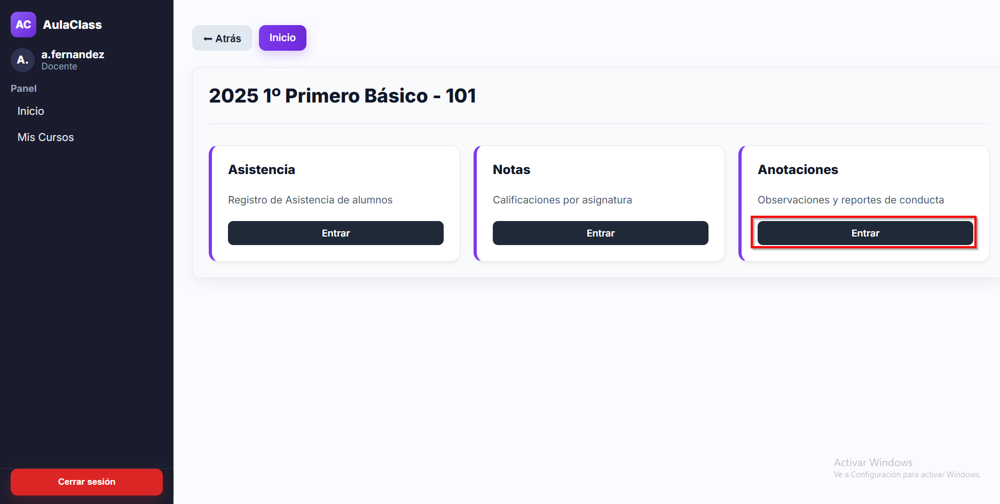 AC AulaClass
A. a.fernandez
Docente
Panel
Inicio
Mis Cursos
Cerrar sesión
← Atrás
Inicio
2025 1º Primero Básico - 101
Asistencia
Registro de Asistencia de alumnos
Entrar
Notas
Calificaciones por asignatura
Entrar
Anotaciones
Observaciones y reportes de conducta
Entrar
Activar Windows
Ve a Configuración para activar Windows.